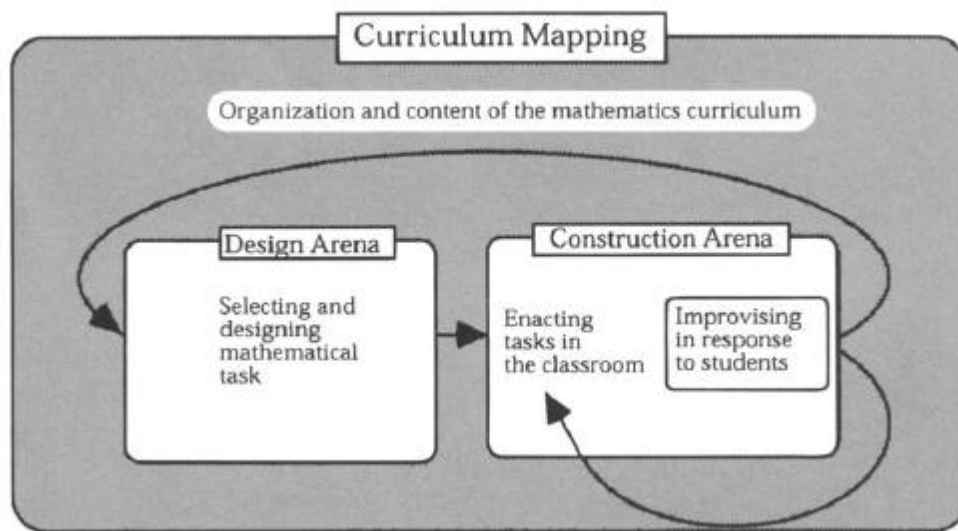 Curriculum Mapping
Organization and content of the mathematics curriculum
Design Arena
Selecting and
designing
mathematical
task
Construction Arena
Enacting
tasks in
the classroom
Improvising
in response
to students